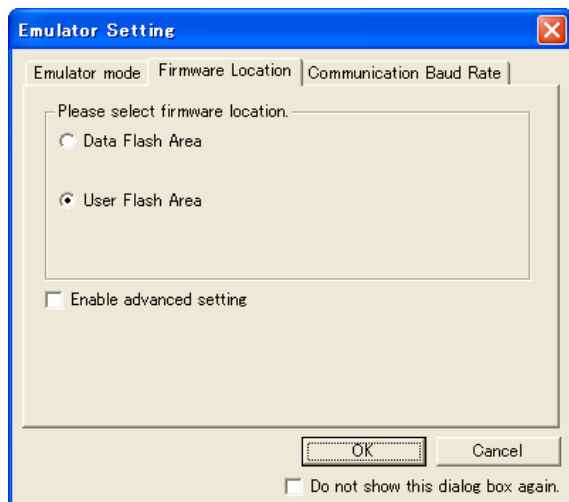 Emulator Setting
Emulator mode Firmware Location Communication Baud Rate
Please select firmware location.
Data Flash Area
User Flash Area
Enable advanced setting
OK Cancel
Do not show this dialog box again.